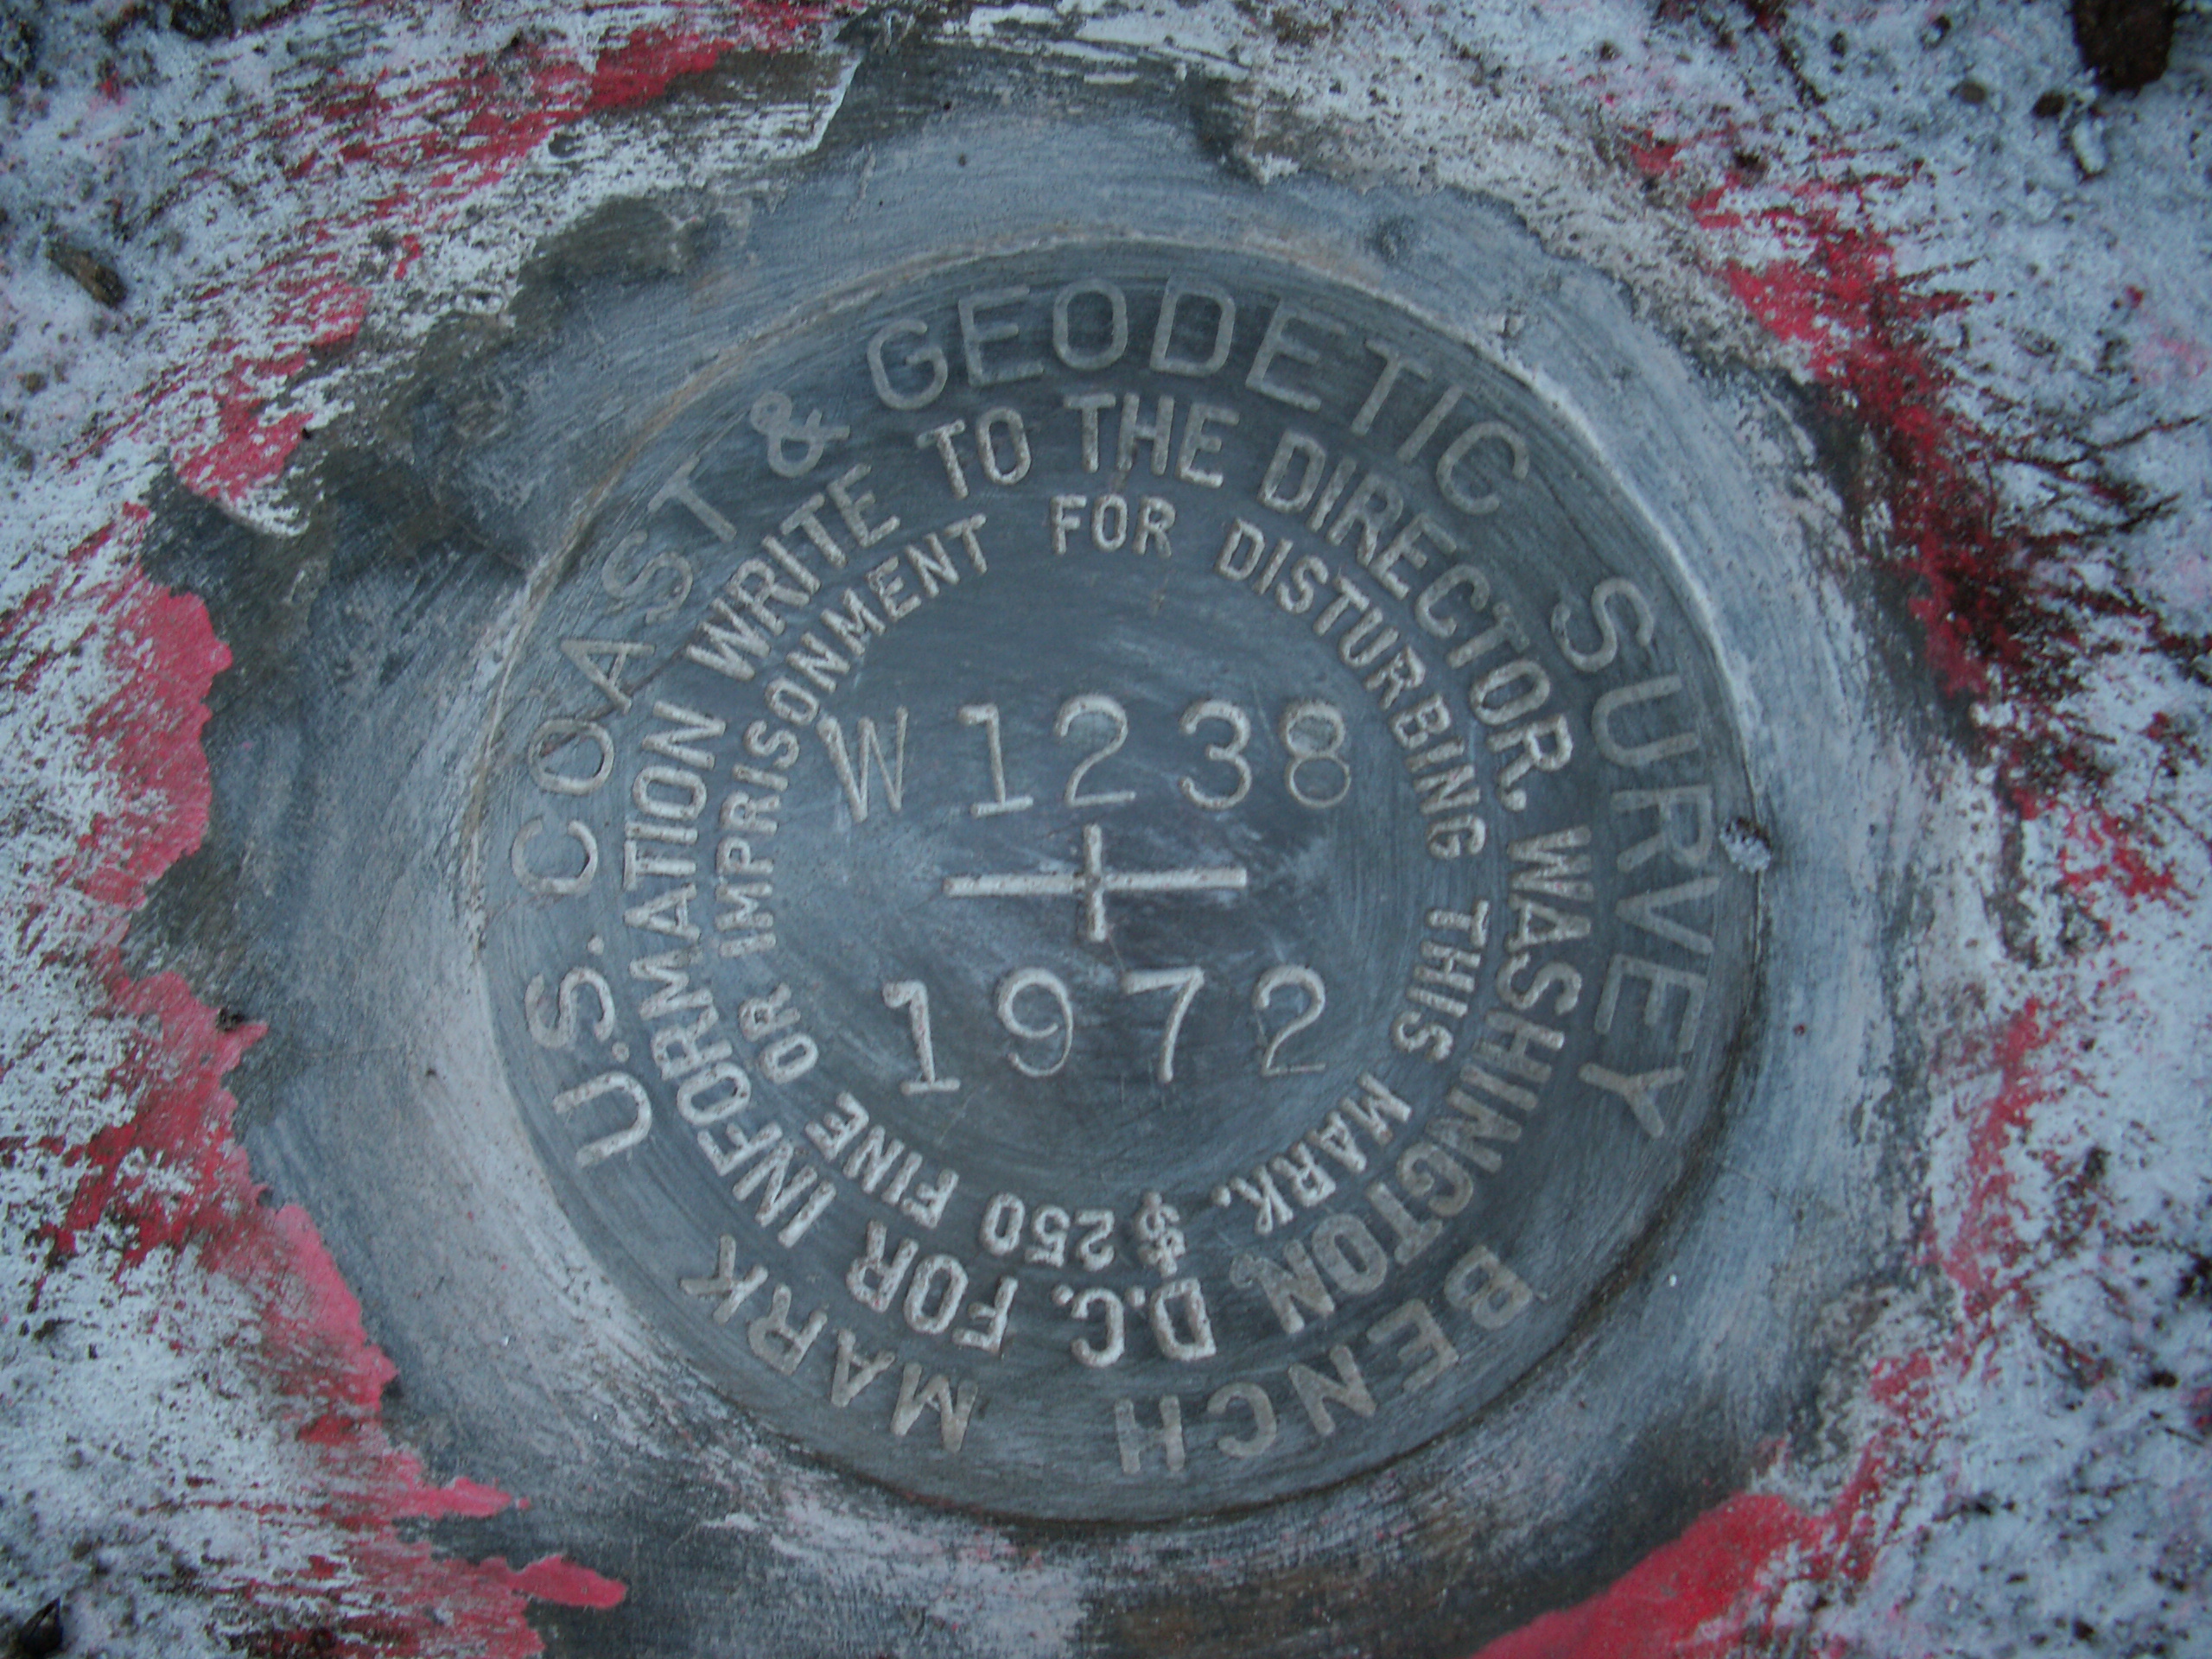 U.S. COAST & GEODETIC SURVEY
BENCH MARK
FOR INFORMATION WRITE TO THE DIRECTOR, WASHINGTON D.C.
$250 FINE OR IMPRISONMENT FOR DISTURBING THIS MARK.
W 1238
1972